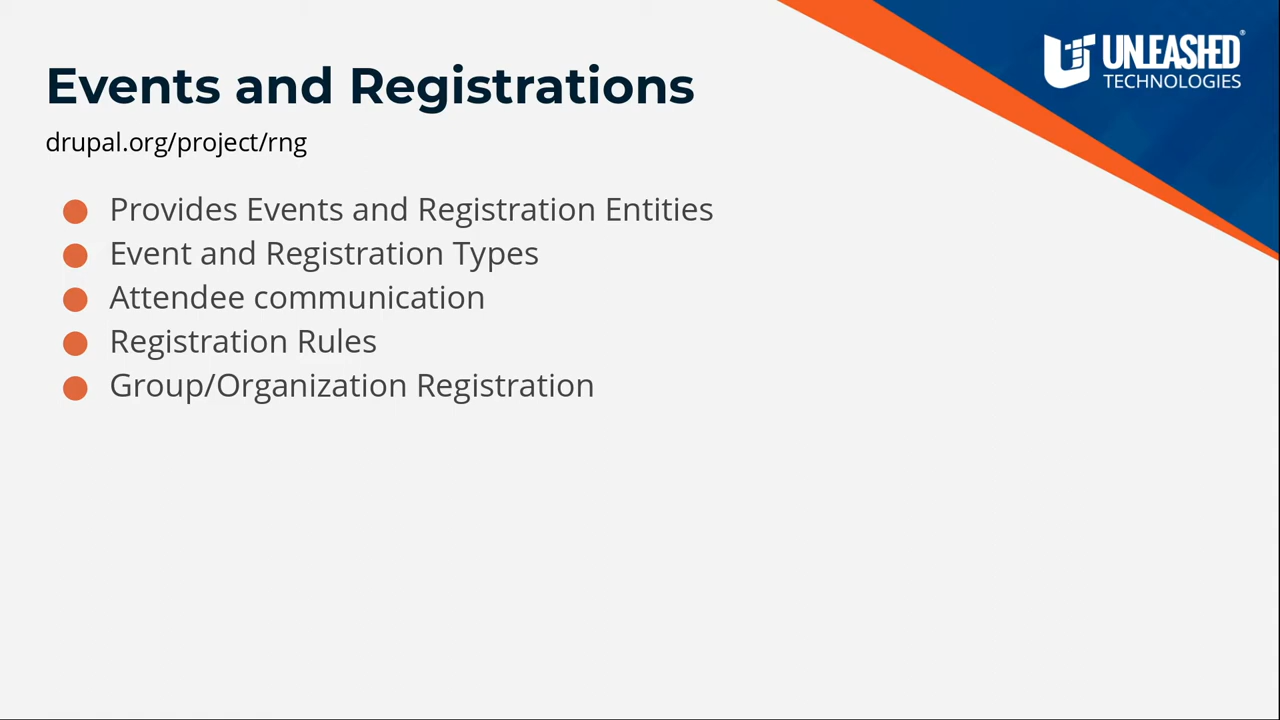 UNLEASHED®
TECHNOLOGIES
Events and Registrations
drupal.org/project/rng
Provides Events and Registration Entities
Event and Registration Types
Attendee communication
Registration Rules
Group/Organization Registration